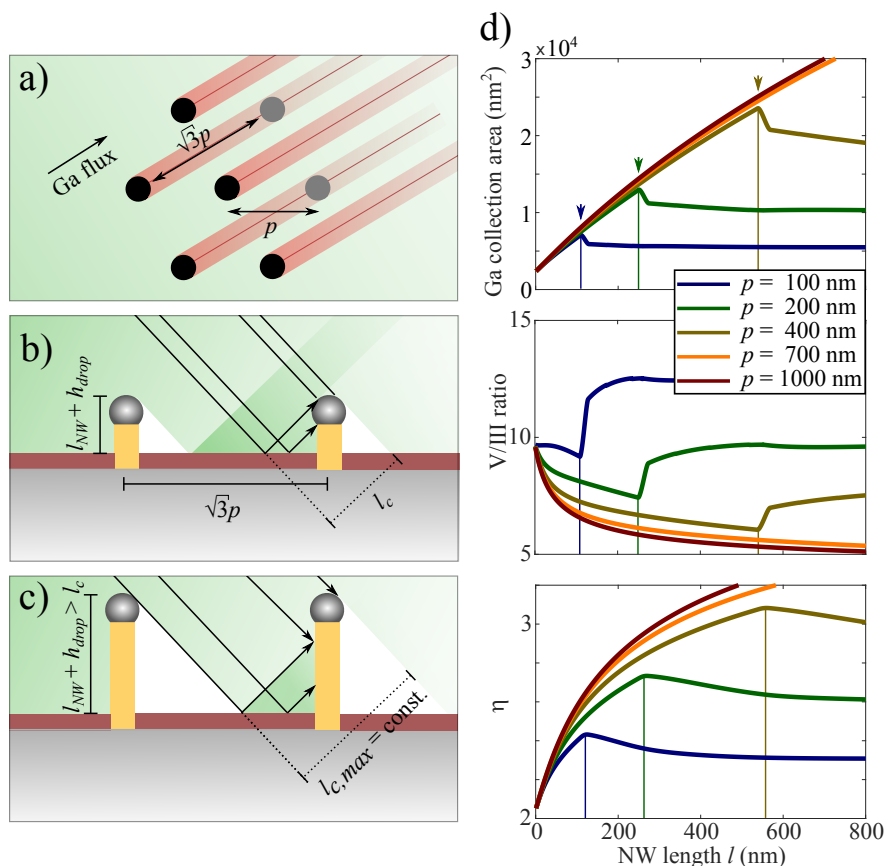 a)
Ga flux
√3p
p
b)
l_NW + h_drop
√3p
l_c
c)
l_NW + h_drop > l_c
l_c,max = const.
d)
×10⁴
Ga collection area (nm²)
3
2
1
0
V/III ratio
15
10
5
p = 100 nm
p = 200 nm
p = 400 nm
p = 700 nm
p = 1000 nm
η
3
2
0
200
400
600
800
NW length l (nm)